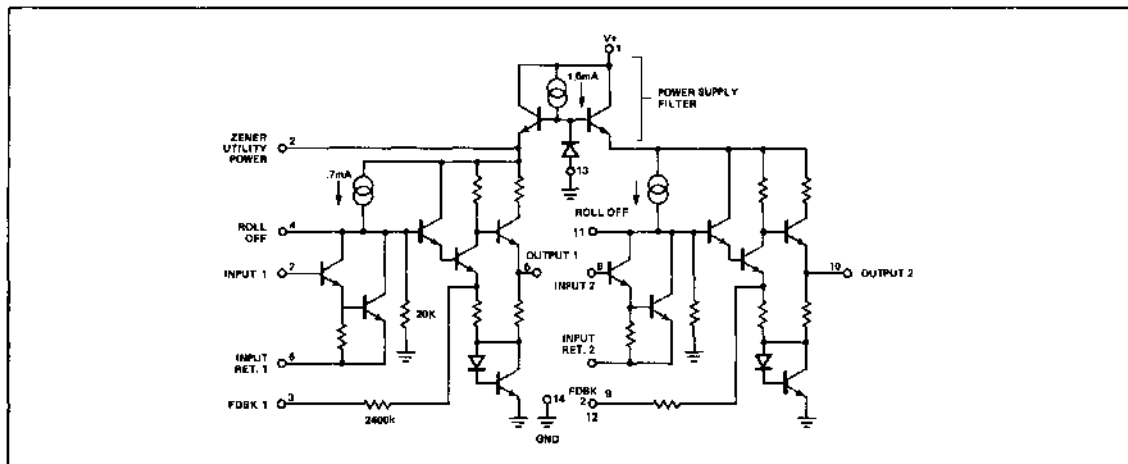 V+
1
1.6mA
POWER SUPPLY
FILTER
ZENER
UTILITY
POWER
2
13
.7mA
ROLL OFF
11
ROLL
OFF
4
INPUT 1
7
6
OUTPUT 1
8
INPUT 2
10
OUTPUT 2
20K
INPUT
RET. 1
5
INPUT
RET. 2
FDBK 1
3
2400k
14
GND
FDBK
2
9
12